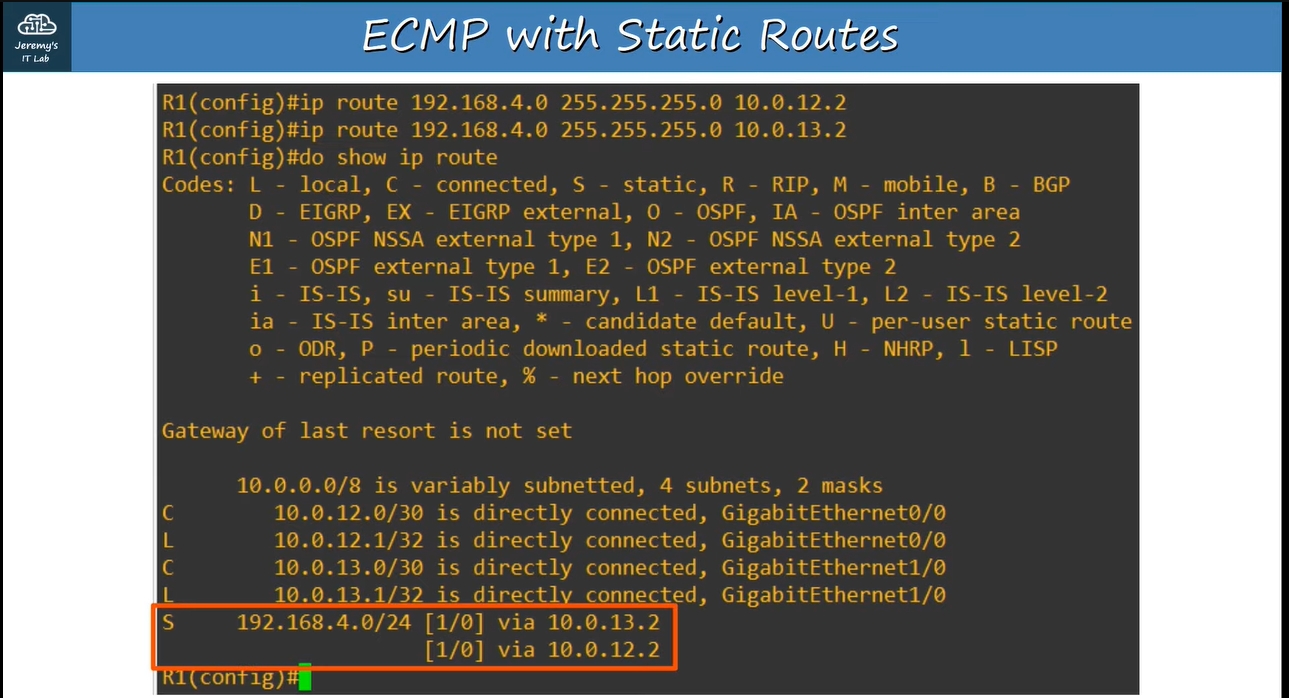 Jeremy's
IT Lab
ECMP with Static Routes
R1(config)#ip route 192.168.4.0 255.255.255.0 10.0.12.2
R1(config)#ip route 192.168.4.0 255.255.255.0 10.0.13.2
R1(config)#do show ip route
Codes: L - local, C - connected, S - static, R - RIP, M - mobile, B - BGP
       D - EIGRP, EX - EIGRP external, O - OSPF, IA - OSPF inter area
       N1 - OSPF NSSA external type 1, N2 - OSPF NSSA external type 2
       E1 - OSPF external type 1, E2 - OSPF external type 2
       i - IS-IS, su - IS-IS summary, L1 - IS-IS level-1, L2 - IS-IS level-2
       ia - IS-IS inter area, * - candidate default, U - per-user static route
       o - ODR, P - periodic downloaded static route, H - NHRP, l - LISP
       + - replicated route, % - next hop override
Gateway of last resort is not set
      10.0.0.0/8 is variably subnetted, 4 subnets, 2 masks
C        10.0.12.0/30 is directly connected, GigabitEthernet0/0
L        10.0.12.1/32 is directly connected, GigabitEthernet0/0
C        10.0.13.0/30 is directly connected, GigabitEthernet1/0
L        10.0.13.1/32 is directly connected, GigabitEthernet1/0
S     192.168.4.0/24 [1/0] via 10.0.13.2
                     [1/0] via 10.0.12.2
R1(config)#